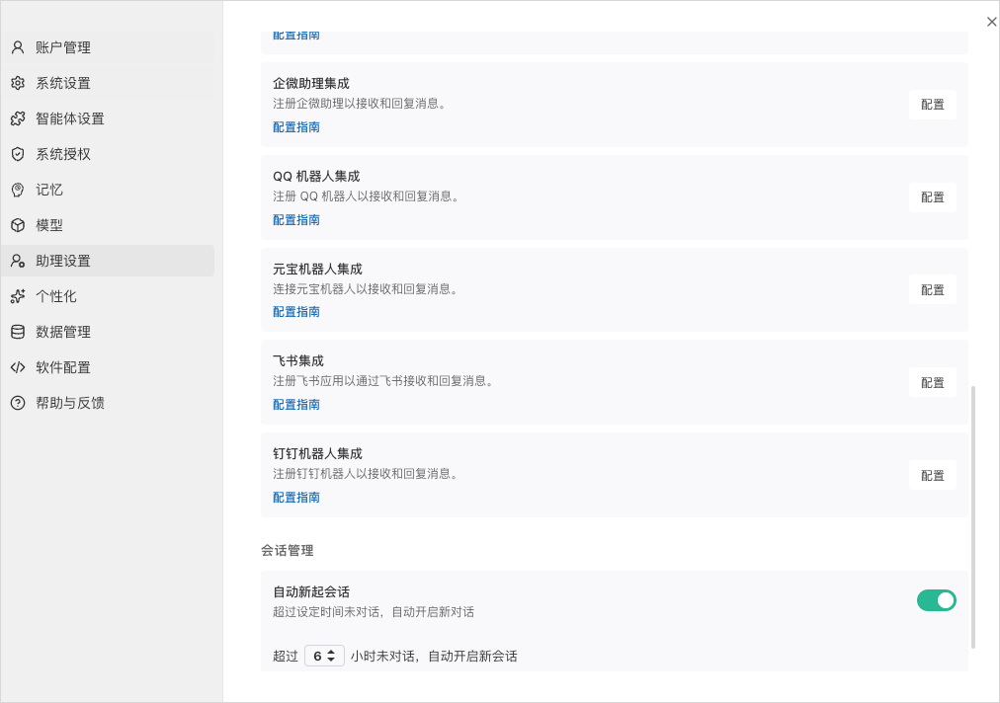 账户管理
系统设置
智能体设置
系统授权
记忆
模型
助理设置
个性化
数据管理
软件配置
帮助与反馈
配置指南
企微助理集成
注册企微助理以接收和回复消息。
配置指南
配置
QQ 机器人集成
注册 QQ 机器人以接收和回复消息。
配置指南
配置
元宝机器人集成
连接元宝机器人以接收和回复消息。
配置指南
配置
飞书集成
注册飞书应用以通过飞书接收和回复消息。
配置指南
配置
钉钉机器人集成
注册钉钉机器人以接收和回复消息。
配置指南
配置
会话管理
自动新起会话
超过设定时间未对话，自动开启新对话
超过 6 小时未对话，自动开启新会话